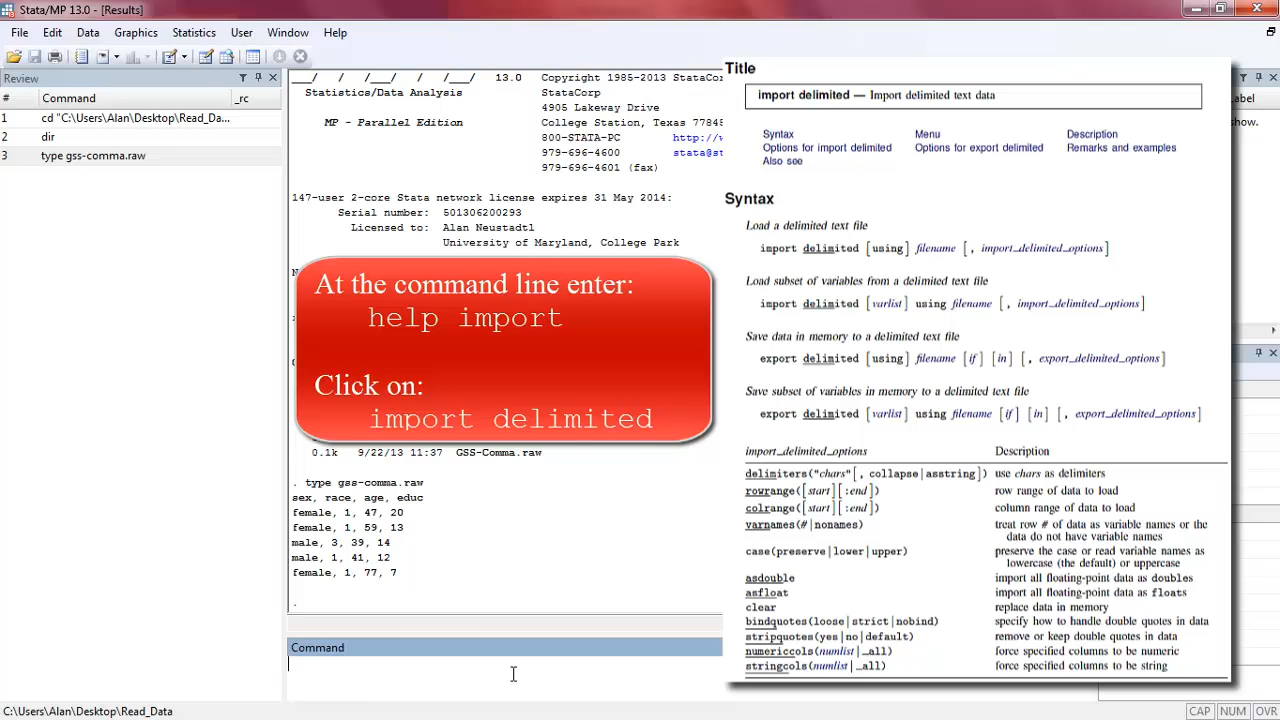 Stata/MP 13.0 - [Results]
File Edit Data Graphics Statistics User Window Help
Review
# Command _rc
1 cd "C:\Users\Alan\Desktop\Read_Da...
2 dir
3 type gss-comma.raw
___/ / /___/ / /___/ 13.0 Copyright 1985-2013 StataCor
Statistics/Data Analysis StataCorp
4905 Lakeway Drive
MP - Parallel Edition College Station, Texas 77845
800-STATA-PC http://w
979-696-4600 stata@st
979-696-4601 (fax)
147-user 2-core Stata network license expires 31 May 2014:
Serial number: 501306200293
Licensed to: Alan Neustadtl
University of Maryland, College Park
At the command line enter:
help import
Click on:
import delimited
0.1k 9/22/13 11:37 GSS-Comma.raw
. type gss-comma.raw
sex, race, age, educ
female, 1, 47, 20
female, 1, 59, 13
male, 3, 39, 14
male, 1, 41, 12
female, 1, 77, 7
.
Command
Title
import delimited — Import delimited text data
Syntax Menu Description
Options for import delimited Options for export delimited Remarks and examples
Also see
Syntax
Load a delimited text file
import delimited [using] filename [, import_delimited_options]
Load subset of variables from a delimited text file
import delimited [varlist] using filename [, import_delimited_options]
Save data in memory to a delimited text file
export delimited [using] filename [if] [in] [, export_delimited_options]
Save subset of variables in memory to a delimited text file
export delimited [varlist] using filename [if] [in] [, export_delimited_options]
import_delimited_options Description
delimiters("chars"[, collapse|asstring]) use chars as delimiters
rowrange([start][:end]) row range of data to load
colrange([start][:end]) column range of data to load
varnames(#|nonames) treat row # of data as variable names or the
data do not have variable names
case(preserve|lower|upper) preserve the case or read variable names as
lowercase (the default) or uppercase
asdouble import all floating-point data as doubles
asfloat import all floating-point data as floats
clear replace data in memory
bindquotes(loose|strict|nobind) specify how to handle double quotes in data
stripquotes(yes|no|default) remove or keep double quotes in data
numericcols(numlist|_all) force specified columns to be numeric
stringcols(numlist|_all) force specified columns to be string
abel
how.
C:\Users\Alan\Desktop\Read_Data
CAP NUM OVR